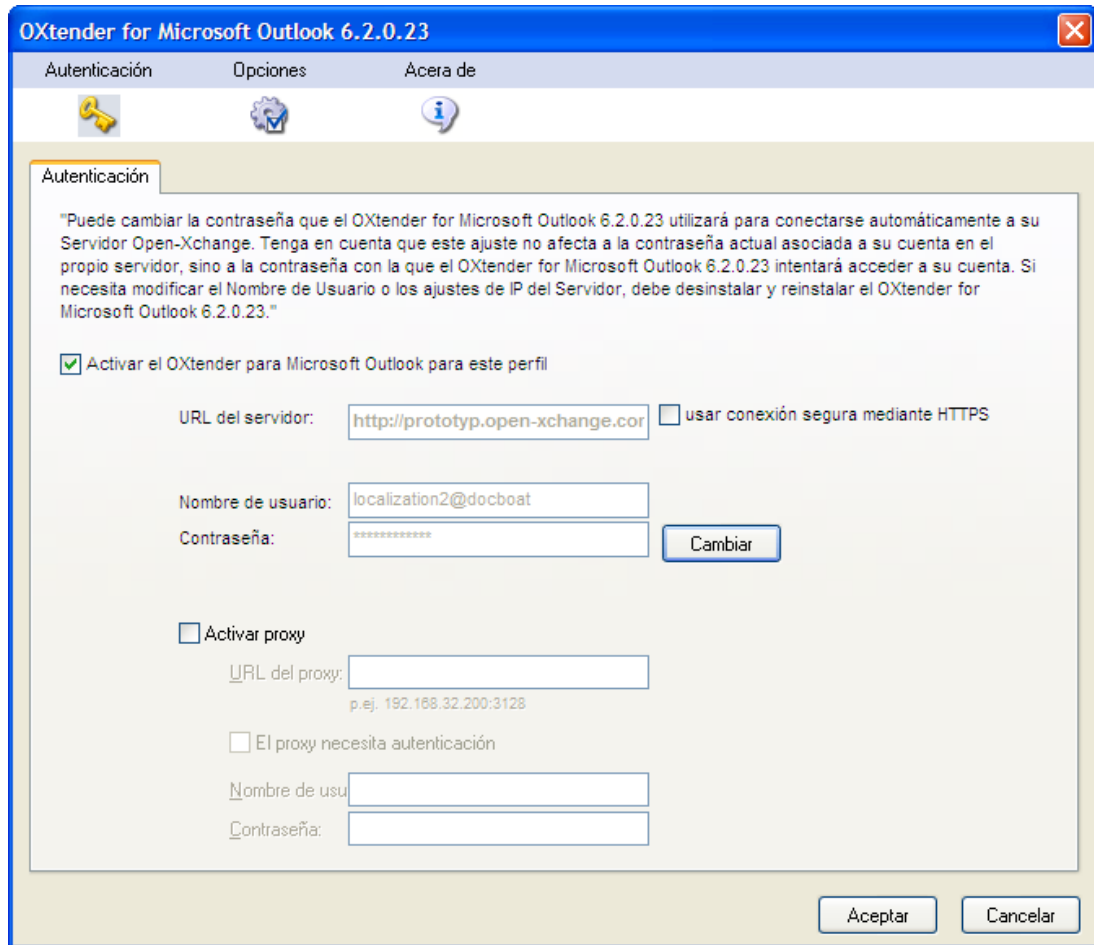 OXtender for Microsoft Outlook 6.2.0.23
Autenticación Opciones Acera de
Autenticación
"Puede cambiar la contraseña que el OXtender for Microsoft Outlook 6.2.0.23 utilizará para conectarse automáticamente a su
Servidor Open-Xchange. Tenga en cuenta que este ajuste no afecta a la contraseña actual asociada a su cuenta en el
propio servidor, sino a la contraseña con la que el OXtender for Microsoft Outlook 6.2.0.23 intentará acceder a su cuenta. Si
necesita modificar el Nombre de Usuario o los ajustes de IP del Servidor, debe desinstalar y reinstalar el OXtender for
Microsoft Outlook 6.2.0.23."
Activar el OXtender para Microsoft Outlook para este perfil
URL del servidor: http://prototyp.open-xchange.cor usar conexión segura mediante HTTPS
Nombre de usuario: localization2@docboat
Contraseña: ************ Cambiar
Activar proxy
URL del proxy:
p.ej. 192.168.32.200:3128
El proxy necesita autenticación
Nombre de usu
Contraseña:
Aceptar Cancelar